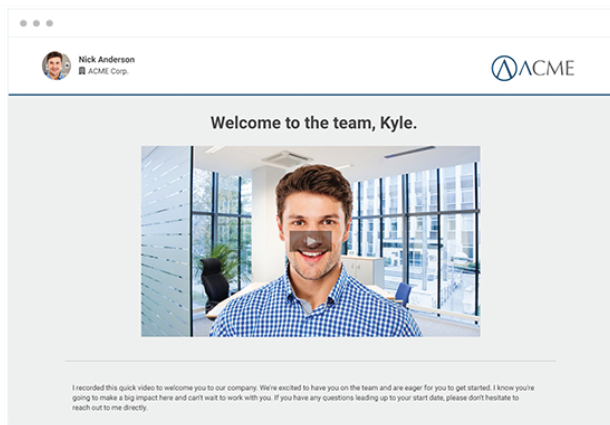 Nick Anderson
ACME Corp.
ACME
Welcome to the team, Kyle.
I recorded this quick video to welcome you to our company. We're excited to have you on the team and are eager for you to get started. I know you're
going to make a big impact here and can't wait to work with you. If you have any questions leading up to your start date, please don't hesitate to
reach out to me directly.